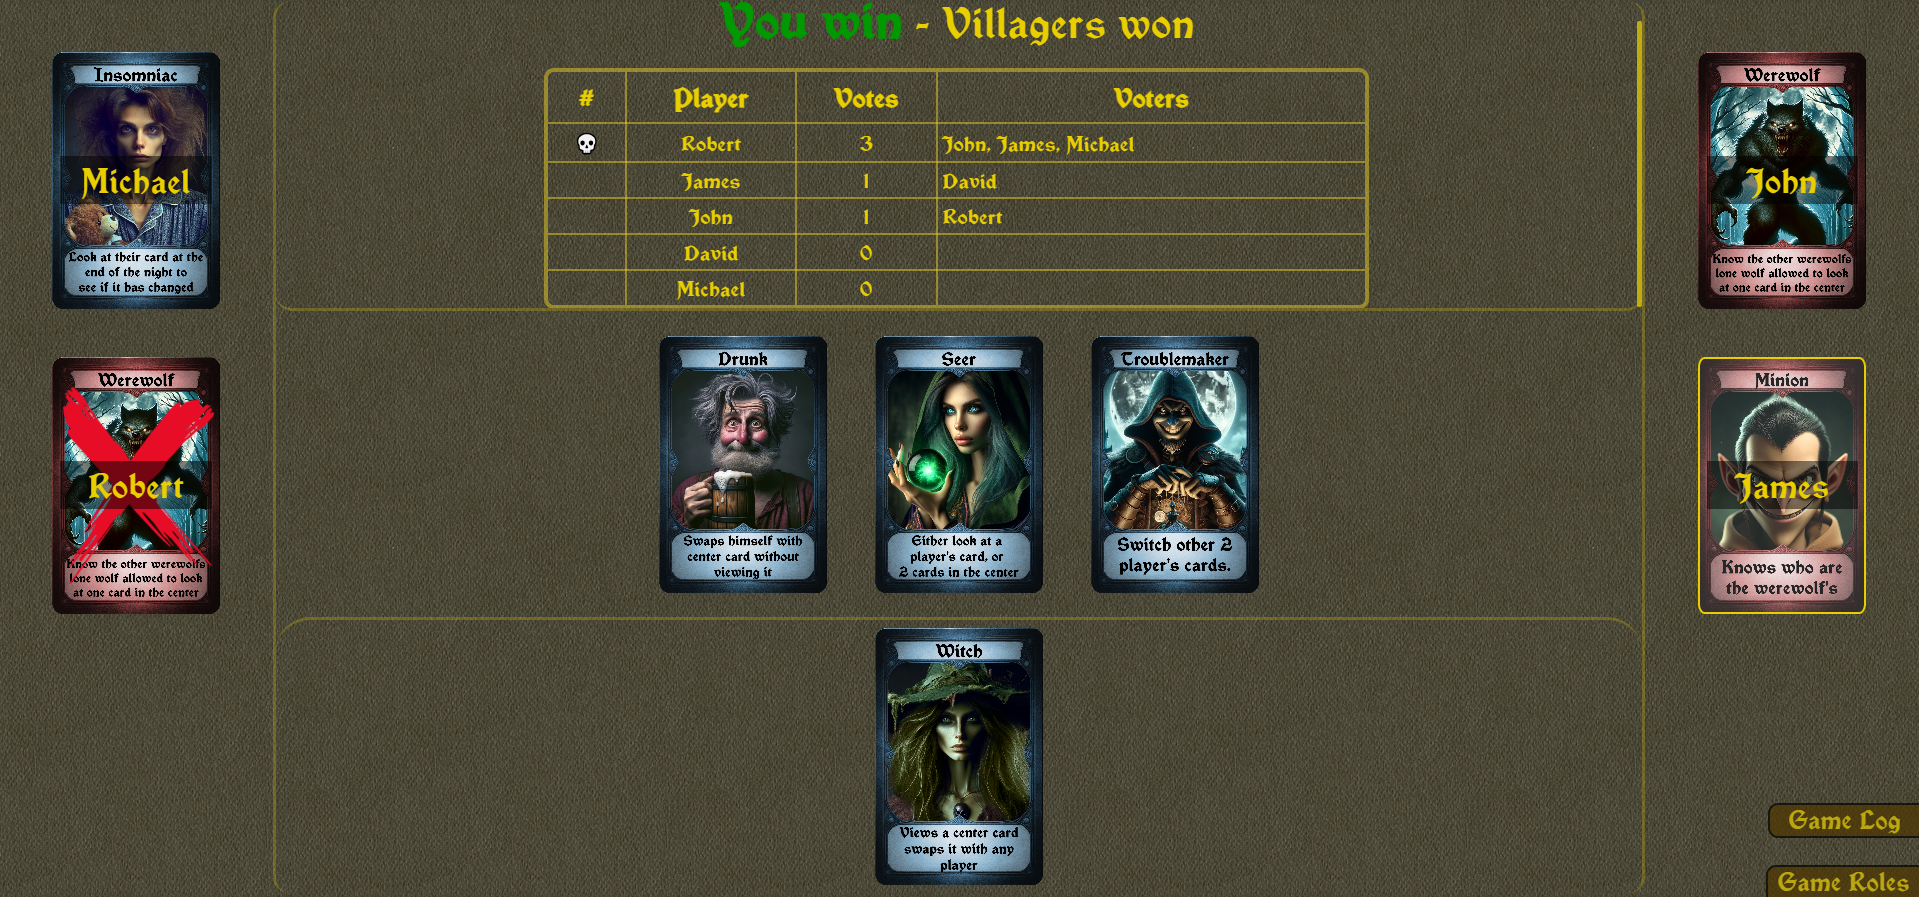 You win - Villagers won
# Player Votes Voters
Robert 3 John, James, Michael
James 1 David
John 1 Robert
David 0
Michael 0
Insomniac
Michael
Look at their card at the
end of the night to
see if it has changed
Werewolf
John
Know the other werewolfs
lone wolf allowed to look
at one card in the center
Werewolf
Robert
Know the other werewolfs
lone wolf allowed to look
at one card in the center
Drunk
Swaps himself with
center card without
viewing it
Seer
Either look at a
player's card, or
2 cards in the center
Troublemaker
Switch other 2
player's cards.
Minion
James
Knows who are
the werewolf's
Witch
Views a center card
swaps it with any
player
Game Log
Game Roles